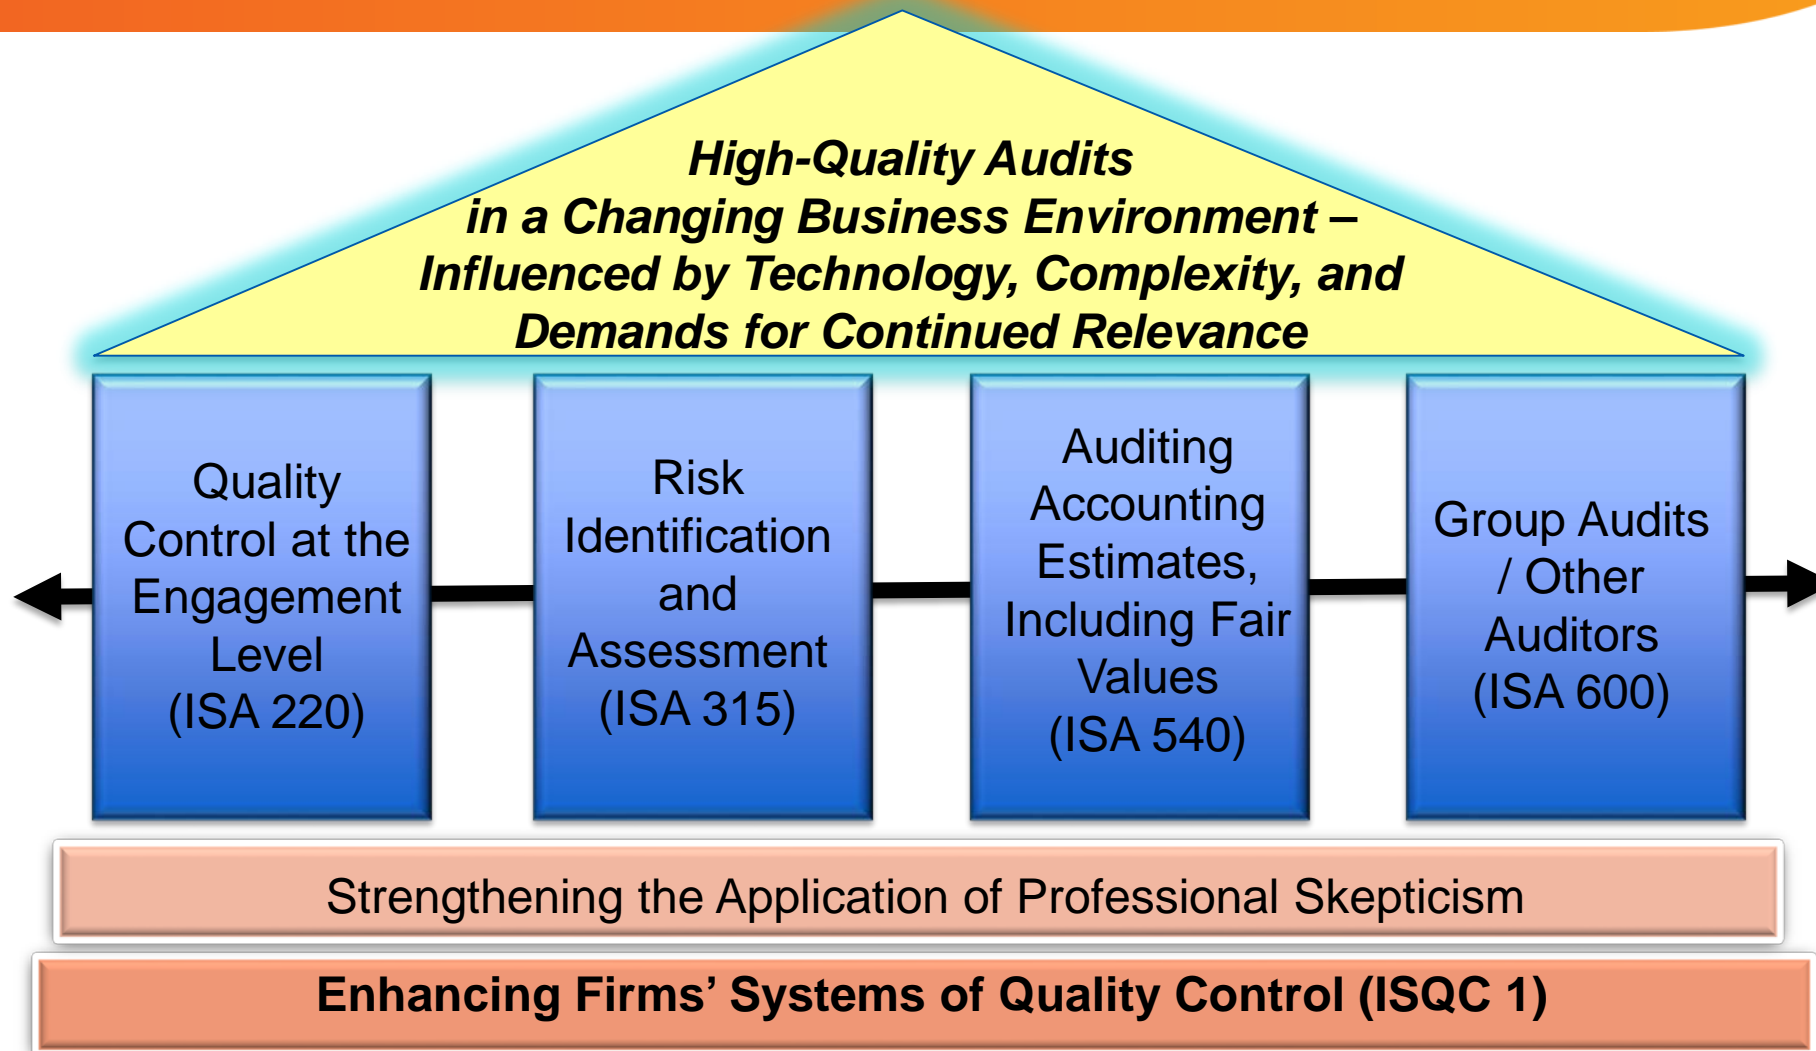 High-Quality Audits
in a Changing Business Environment –
Influenced by Technology, Complexity, and
Demands for Continued Relevance
Quality
Control at the
Engagement
Level
(ISA 220)
Risk
Identification
and
Assessment
(ISA 315)
Auditing
Accounting
Estimates,
Including Fair
Values
(ISA 540)
Group Audits
/ Other
Auditors
(ISA 600)
Strengthening the Application of Professional Skepticism
Enhancing Firms’ Systems of Quality Control (ISQC 1)